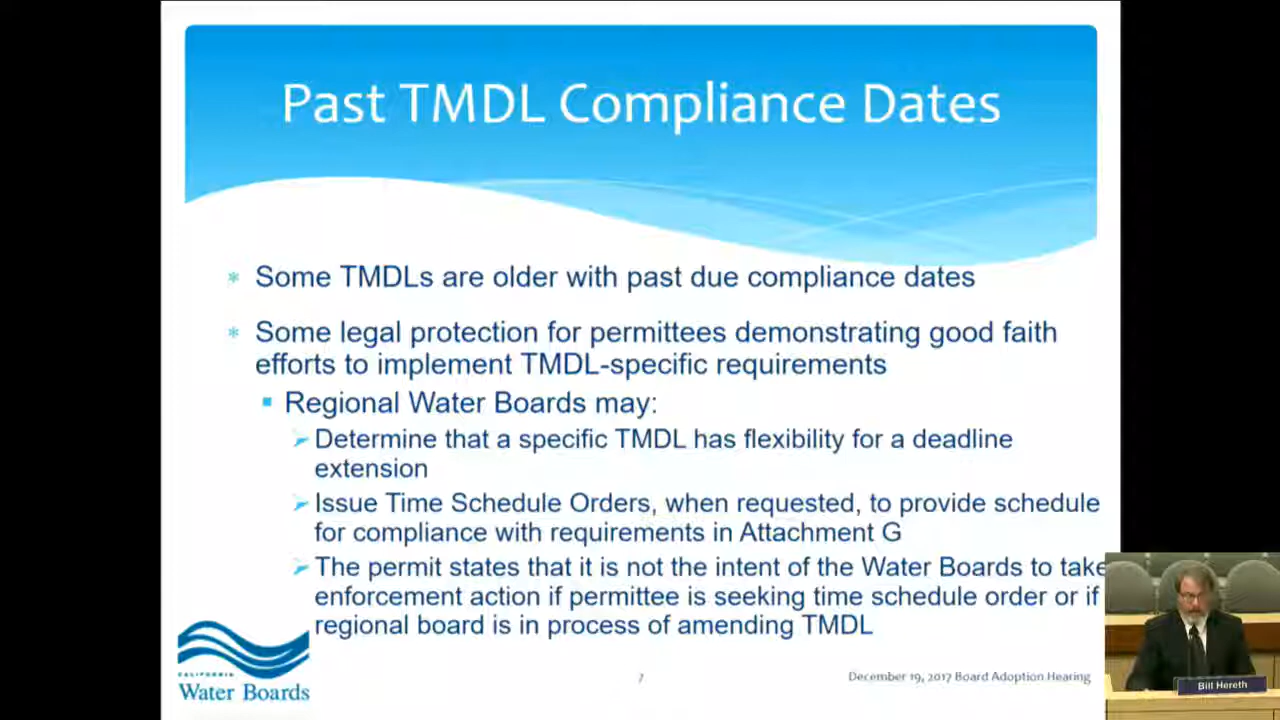 Past TMDL Compliance Dates
Some TMDLs are older with past due compliance dates
Some legal protection for permittees demonstrating good faith
efforts to implement TMDL-specific requirements
Regional Water Boards may:
Determine that a specific TMDL has flexibility for a deadline
extension
Issue Time Schedule Orders, when requested, to provide schedule
for compliance with requirements in Attachment G
The permit states that it is not the intent of the Water Boards to take
enforcement action if permittee is seeking time schedule order or if
regional board is in process of amending TMDL
CALIFORNIA
Water Boards
7
December 19, 2017 Board Adoption Hearing
Bill Hereth